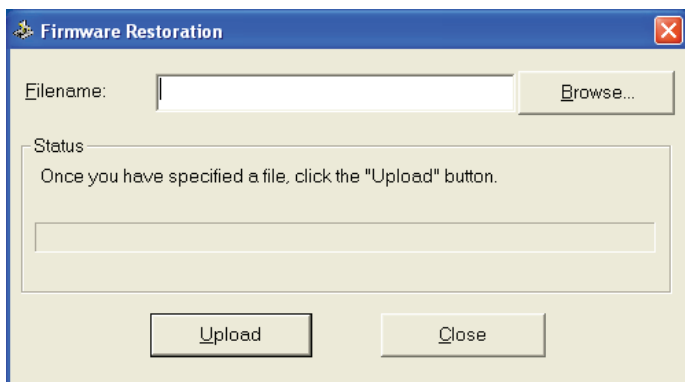 Firmware Restoration
Filename:
Browse...
Status
Once you have specified a file, click the "Upload" button.
Upload
Close